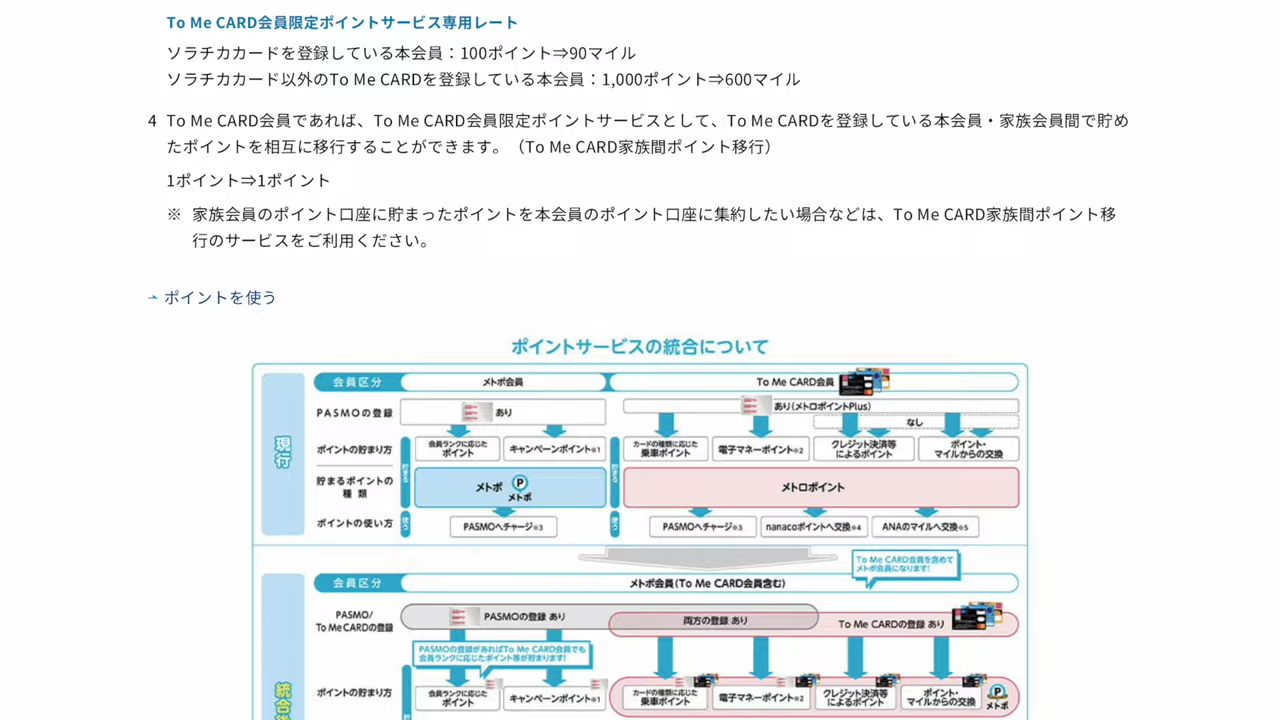 To Me CARD会員限定ポイントサービス専用レート
ソラチカカードを登録している本会員：100ポイント⇒90マイル
ソラチカカード以外のTo Me CARDを登録している本会員：1,000ポイント⇒600マイル
4 To Me CARD会員であれば、To Me CARD会員限定ポイントサービスとして、To Me CARDを登録している本会員・家族会員間で貯め
たポイントを相互に移行することができます。（To Me CARD家族間ポイント移行）
1ポイント⇒1ポイント
※ 家族会員のポイント口座に貯まったポイントを本会員のポイント口座に集約したい場合などは、To Me CARD家族間ポイント移
行のサービスをご利用ください。
ポイントを使う
ポイントサービスの統合について
現行
会員区分 メトポ会員 To Me CARD会員
PASMOの登録 あり あり(メトロポイントPlus)
なし
ポイントの貯まり方
貯まる
会員ランクに応じた
ポイント
キャンペーンポイント※1
貯まる
カードの種類に応じた
乗車ポイント
電子マネーポイント※2
クレジット決済等
によるポイント
ポイント・
マイルからの交換
貯まるポイントの
種類
メトポ P
メトポ
メトロポイント
ポイントの使い方
使う
PASMOへチャージ※3
使う
PASMOへチャージ※3
nanacoポイントへ交換※4
ANAのマイルへ交換※5
To Me CARD会員を含めて
メトポ会員になります!
会員区分 メトポ会員(To Me CARD会員含む)
PASMO/
To Me CARDの登録
PASMOの登録 あり
両方の登録 あり
To Me CARDの登録 あり
PASMOの登録があればTo Me CARD会員でも
会員ランクに応じたポイント等が貯まります!
統合
ポイントの貯まり方
会員ランクに応じた
ポイント
キャンペーンポイント※1
カードの種類に応じた
乗車ポイント
電子マネーポイント※2
クレジット決済等
によるポイント
ポイント・
マイルからの交換
P
メトポ